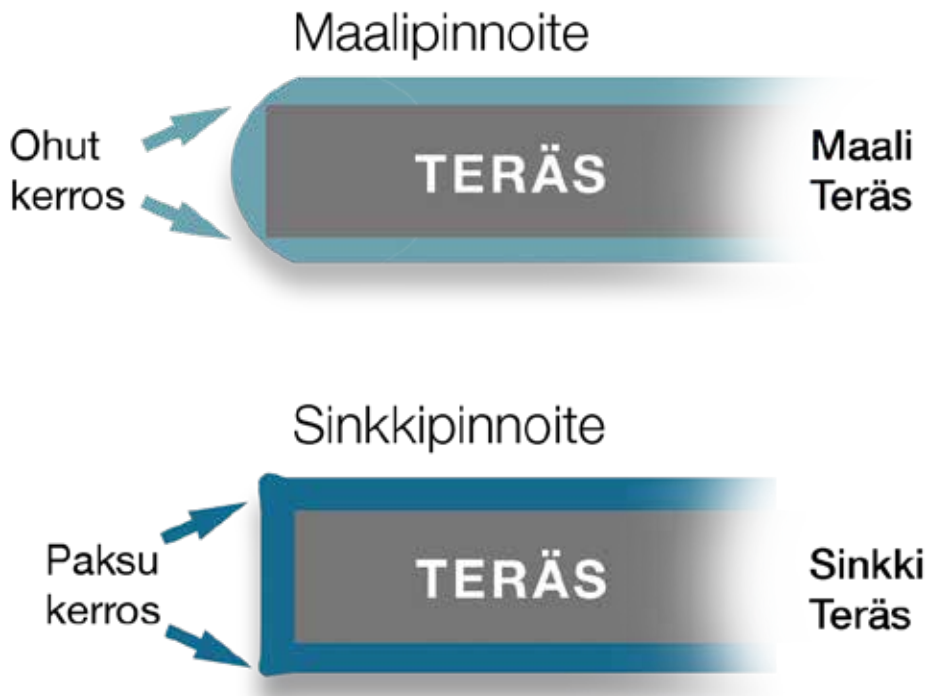 Maalipinnoite
Ohut
kerros
TERÄS
Maali
Teräs
Sinkkipinnoite
Paksu
kerros
TERÄS
Sinkki
Teräs